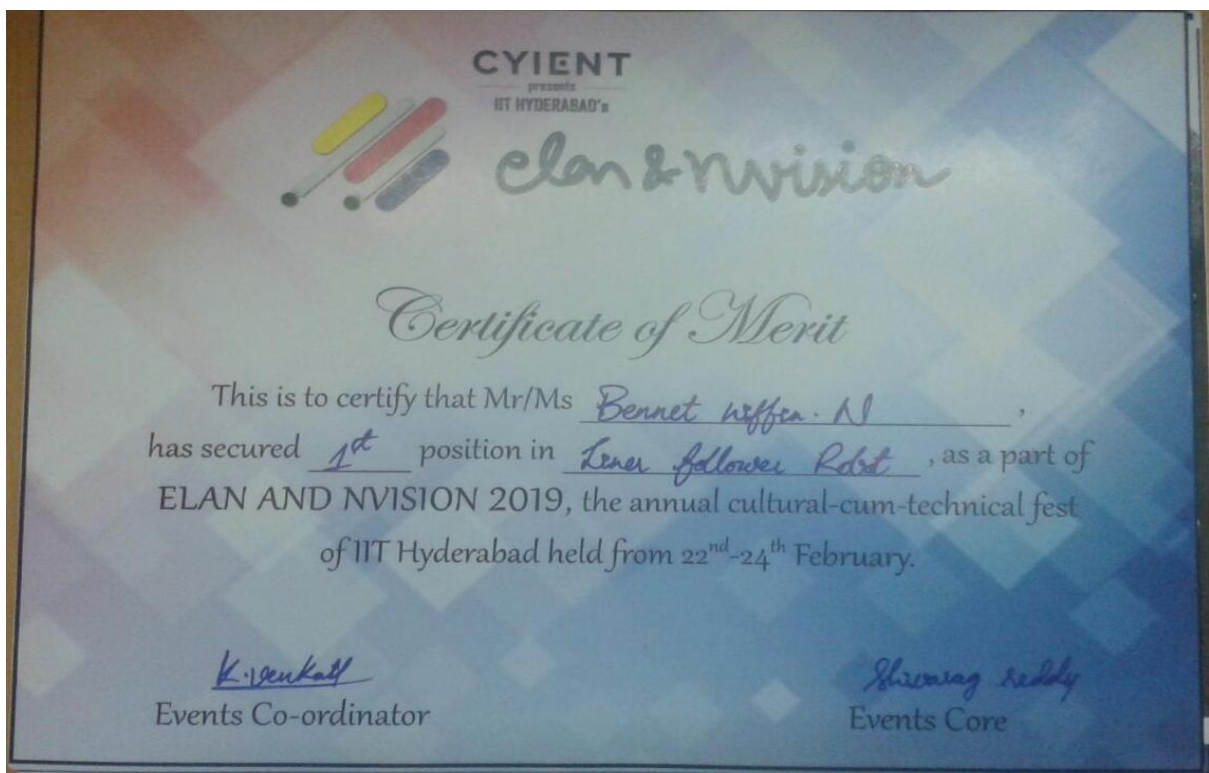 CYIENT
presents
IIT HYDERABAD's
elan & nvision
Certificate of Merit
This is to certify that Mr/Ms Bennet N ,
has secured 1st position in Liner follower Robot , as a part of
ELAN AND NVISION 2019, the annual cultural-cum-technical fest
of IIT Hyderabad held from 22nd-24th February.
K. Venkat
Shivarag reddy
Events Co-ordinator
Events Core